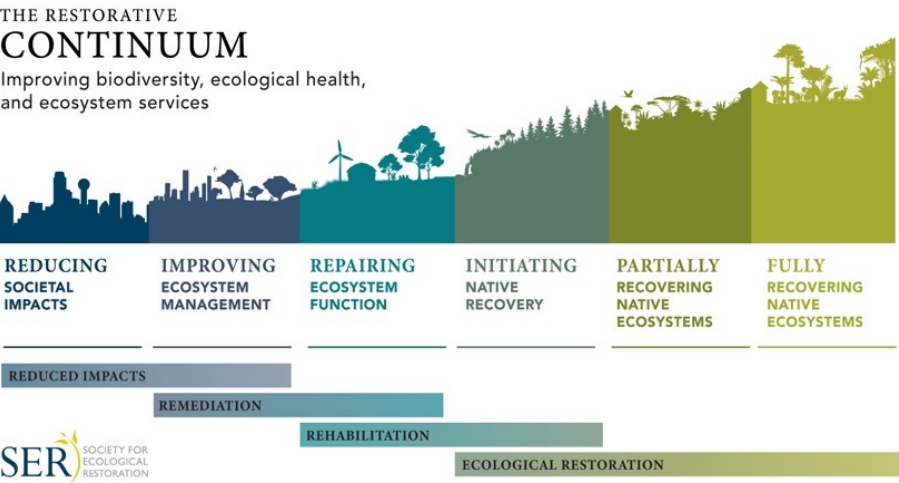 THE RESTORATIVE
CONTINUUM
Improving biodiversity, ecological health,
and ecosystem services
REDUCING
SOCIETAL
IMPACTS
IMPROVING
ECOSYSTEM
MANAGEMENT
REPAIRING
ECOSYSTEM
FUNCTION
INITIATING
NATIVE
RECOVERY
PARTIALLY
RECOVERING
NATIVE
ECOSYSTEMS
FULLY
RECOVERING
NATIVE
ECOSYSTEMS
REDUCED IMPACTS
REMEDIATION
REHABILITATION
ECOLOGICAL RESTORATION
SER
SOCIETY FOR
ECOLOGICAL
RESTORATION